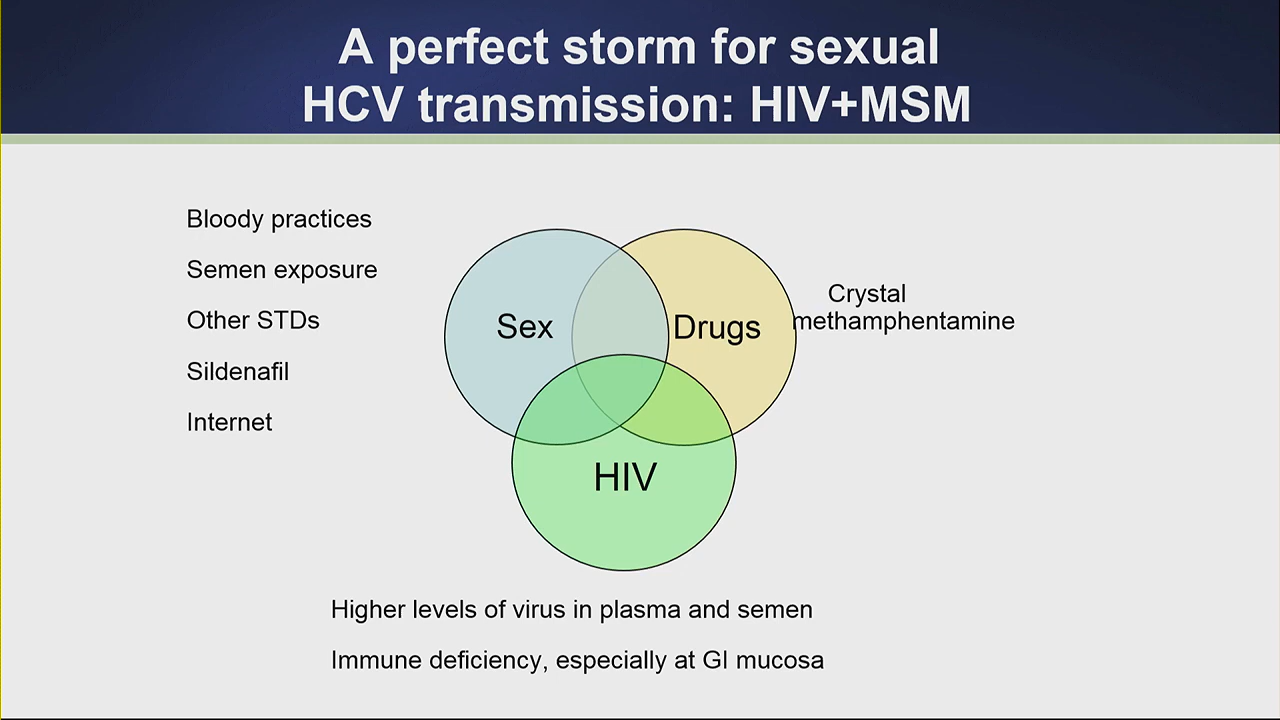 A perfect storm for sexual
HCV transmission: HIV+MSM
Bloody practices
Semen exposure
Other STDs
Sildenafil
Internet
Sex
Drugs
HIV
Crystal
methamphentamine
Higher levels of virus in plasma and semen
Immune deficiency, especially at GI mucosa